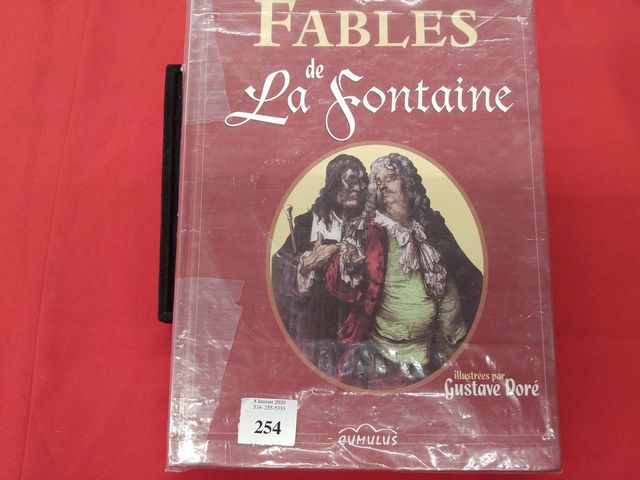 FABLES
de
La Fontaine
illustrées par
Gustave Doré
8 Janvier 2020
514- 255-5333
254
CUMULUS